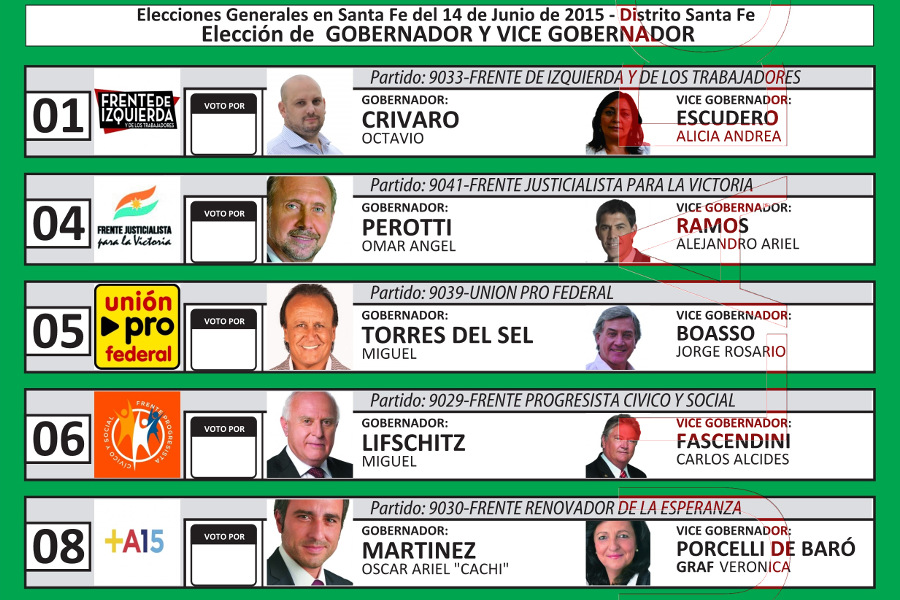 Elecciones Generales en Santa Fe del 14 de Junio de 2015 - Distrito Santa Fe
Elección de GOBERNADOR Y VICE GOBERNADOR
Partido: 9033-FRENTE DE IZQUIERDA Y DE LOS TRABAJADORES
01
FRENTE DE
IZQUIERDA
Y DE LOS TRABAJADORES
VOTO POR
GOBERNADOR:
CRIVARO
OCTAVIO
VICE GOBERNADOR:
ESCUDERO
ALICIA ANDREA
Partido: 9041-FRENTE JUSTICIALISTA PARA LA VICTORIA
04
FRENTE JUSTICIALISTA
para la Victoria
VOTO POR
GOBERNADOR:
PEROTTI
OMAR ANGEL
VICE GOBERNADOR:
RAMOS
ALEJANDRO ARIEL
Partido: 9039-UNION PRO FEDERAL
05
unión
pro
federal
VOTO POR
GOBERNADOR:
TORRES DEL SEL
MIGUEL
VICE GOBERNADOR:
BOASSO
JORGE ROSARIO
Partido: 9029-FRENTE PROGRESISTA CIVICO Y SOCIAL
06
FRENTE PROGRESISTA
CIVICO Y SOCIAL
VOTO POR
GOBERNADOR:
LIFSCHITZ
MIGUEL
VICE GOBERNADOR:
FASCENDINI
CARLOS ALCIDES
Partido: 9030-FRENTE RENOVADOR DE LA ESPERANZA
08
+A15
VOTO POR
GOBERNADOR:
MARTINEZ
OSCAR ARIEL "CACHI"
VICE GOBERNADOR:
PORCELLI DE BARÓ
GRAF VERONICA